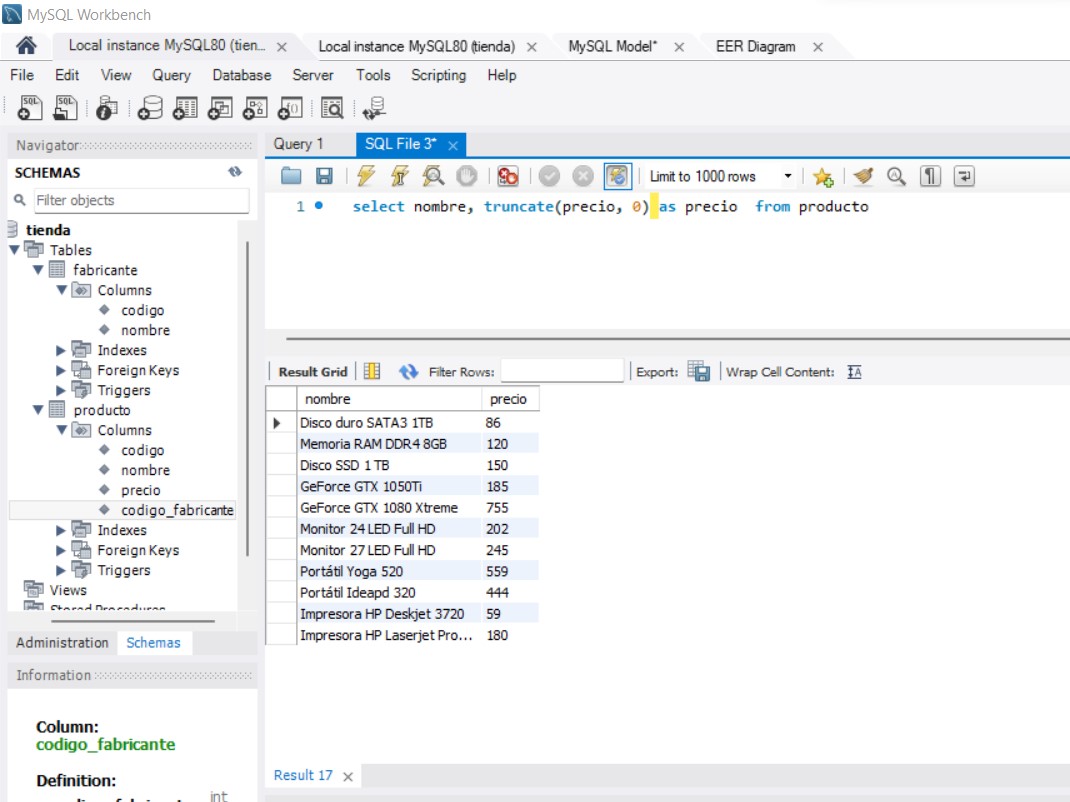 MySQL Workbench
Local instance MySQL80 (tien... Local instance MySQL80 (tienda) MySQL Model* EER Diagram
File Edit View Query Database Server Tools Scripting Help
Navigator
Query 1 SQL File 3*
SCHEMAS
Filter objects
Limit to 1000 rows
1 select nombre, truncate(precio, 0) as precio from producto
tienda
Tables
fabricante
Columns
codigo
nombre
Indexes
Foreign Keys
Triggers
producto
Columns
codigo
nombre
precio
codigo_fabricante
Indexes
Foreign Keys
Triggers
Views
Stored Procedures
Administration Schemas
Information
Column:
codigo_fabricante
Definition:
int
Result Grid Filter Rows: Export: Wrap Cell Content:
nombre precio
Disco duro SATA3 1TB 86
Memoria RAM DDR4 8GB 120
Disco SSD 1 TB 150
GeForce GTX 1050Ti 185
GeForce GTX 1080 Xtreme 755
Monitor 24 LED Full HD 202
Monitor 27 LED Full HD 245
Portátil Yoga 520 559
Portátil Ideapd 320 444
Impresora HP Deskjet 3720 59
Impresora HP Laserjet Pro... 180
Result 17